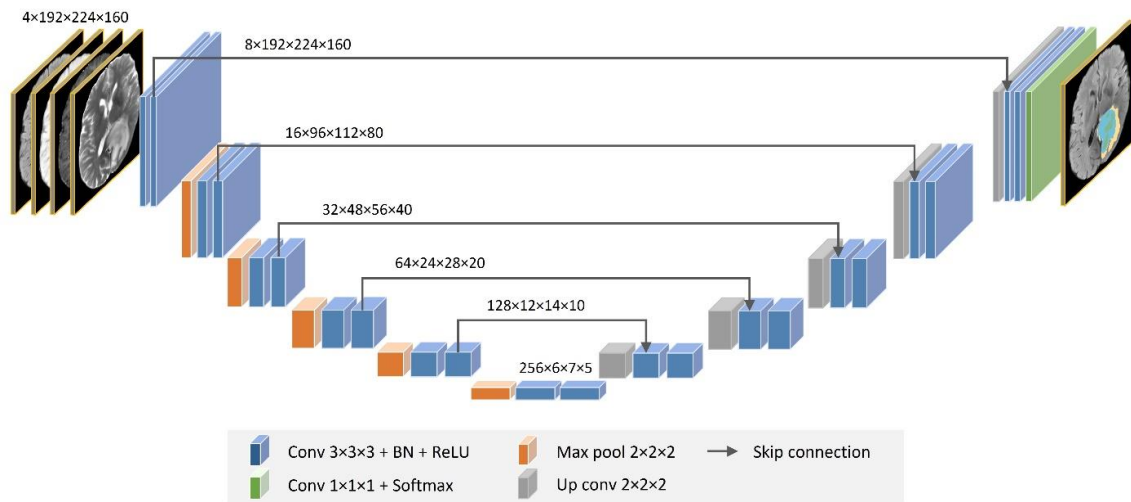 4×192×224×160
8×192×224×160
16×96×112×80
32×48×56×40
64×24×28×20
128×12×14×10
256×6×7×5
Conv 3×3×3 + BN + ReLU
Max pool 2×2×2
Skip connection
Conv 1×1×1 + Softmax
Up conv 2×2×2